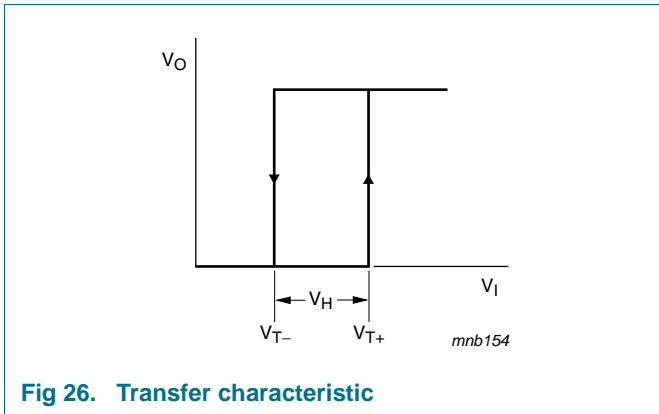 VO
VI
VH
VT−
VT+
mnb154
Fig 26. Transfer characteristic